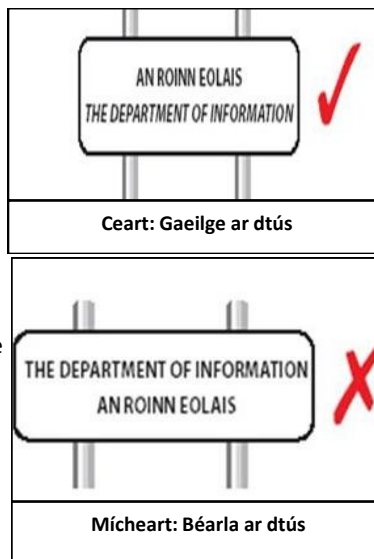 AN ROINN EOLAIS
THE DEPARTMENT OF INFORMATION
Ceart: Gaeilge ar dtús
e
THE DEPARTMENT OF INFORMATION
AN ROINN EOLAIS
Mícheart: Béarla ar dtús